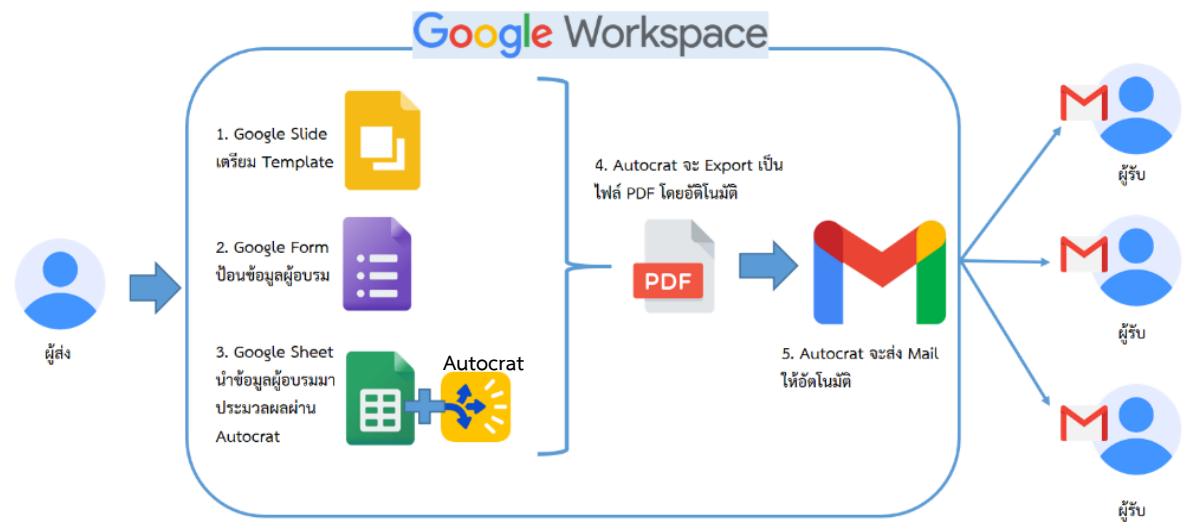 Google Workspace
1. Google Slide
เตรียม Template
2. Google Form
ป้อนข้อมูลผู้อบรม
3. Google Sheet
นำข้อมูลผู้อบรมมา
ประมวลผลผ่าน
Autocrat
Autocrat
4. Autocrat จะ Export เป็น
ไฟล์ PDF โดยอัติโนมัติ
PDF
5. Autocrat จะส่ง Mail
ให้อัตโนมัติ
ผู้ส่ง
ผู้รับ
ผู้รับ
ผู้รับ